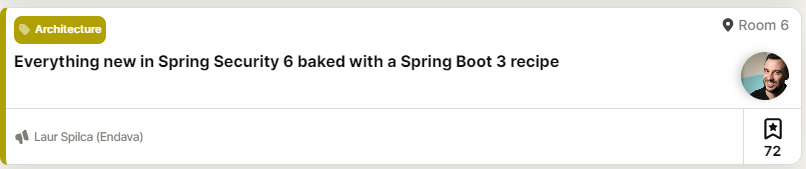 Architecture
Room 6
Everything new in Spring Security 6 baked with a Spring Boot 3 recipe
Laur Spilca (Endava)
72